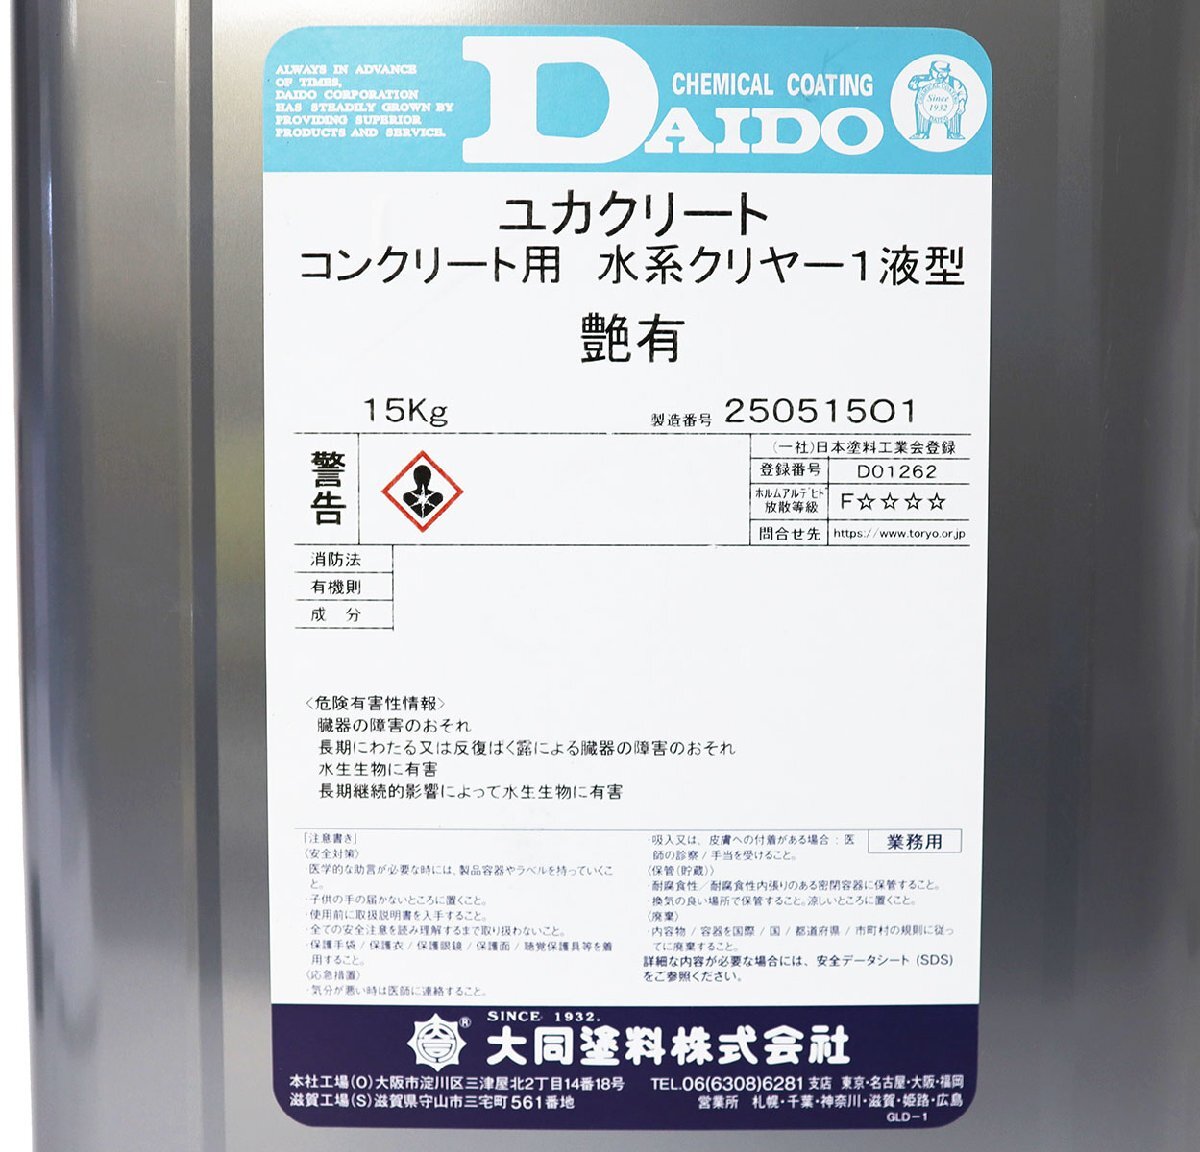 ALWAYS IN ADVANCE
OF TIMES,
DAIDO CORPORATION
HAS STEADILY GROWN BY
PROVIDING SUPERIOR
PRODUCTS AND SERVICE.
CHEMICAL COATING
DAIDO
Since
1932
ユカクリート
コンクリート用 水系クリヤー1液型
艶有
15Kg
製造番号 25051501
警告
(一社)日本塗料工業会登録
登録番号 D01262
ホルムアルデヒド
放散等級 F☆☆☆☆
問合せ先 https://www.toryo.or.jp
消防法
有機則
成 分
〈危険有害性情報〉
臓器の障害のおそれ
長期にわたる又は反復ばく露による臓器の障害のおそれ
水生生物に有害
長期継続的影響によって水生生物に有害
「注意書き」
〈安全対策〉
医学的な助言が必要な時には、製品容器やラベルを持っていくこ
と。
・子供の手の届かないところに置くこと。
・使用前に取扱説明書を入手すること。
・全ての安全注意を読み理解するまで取り扱わないこと。
・保護手袋/保護衣/保護眼鏡/保護面/聴覚保護具等を着
用すること。
〈応急措置〉
・気分が悪い時は医師に連絡すること。
・吸入又は、皮膚への付着がある場合:医
師の診察/手当を受けること。
業務用
〈保管(貯蔵)〉
・耐腐食性/耐腐食性内張りのある密閉容器に保管すること。
換気の良い場所で保管すること。涼しいところに置くこと。
〈廃棄〉
・内容物/容器を国際/国/都道府県/市町村の規則に従っ
てに廃棄すること。
詳細な内容が必要な場合には、安全データシート(SDS)
をご参照ください。
SINCE 1932.
®
大同塗料株式会社
本社工場(O)大阪市淀川区三津屋北2丁目14番18号 TEL.06(6308)6281 支店 東京・名古屋・大阪・福岡
滋賀工場(S)滋賀県守山市三宅町561番地 営業所 札幌・千葉・神奈川・滋賀・姫路・広島
GLD-1